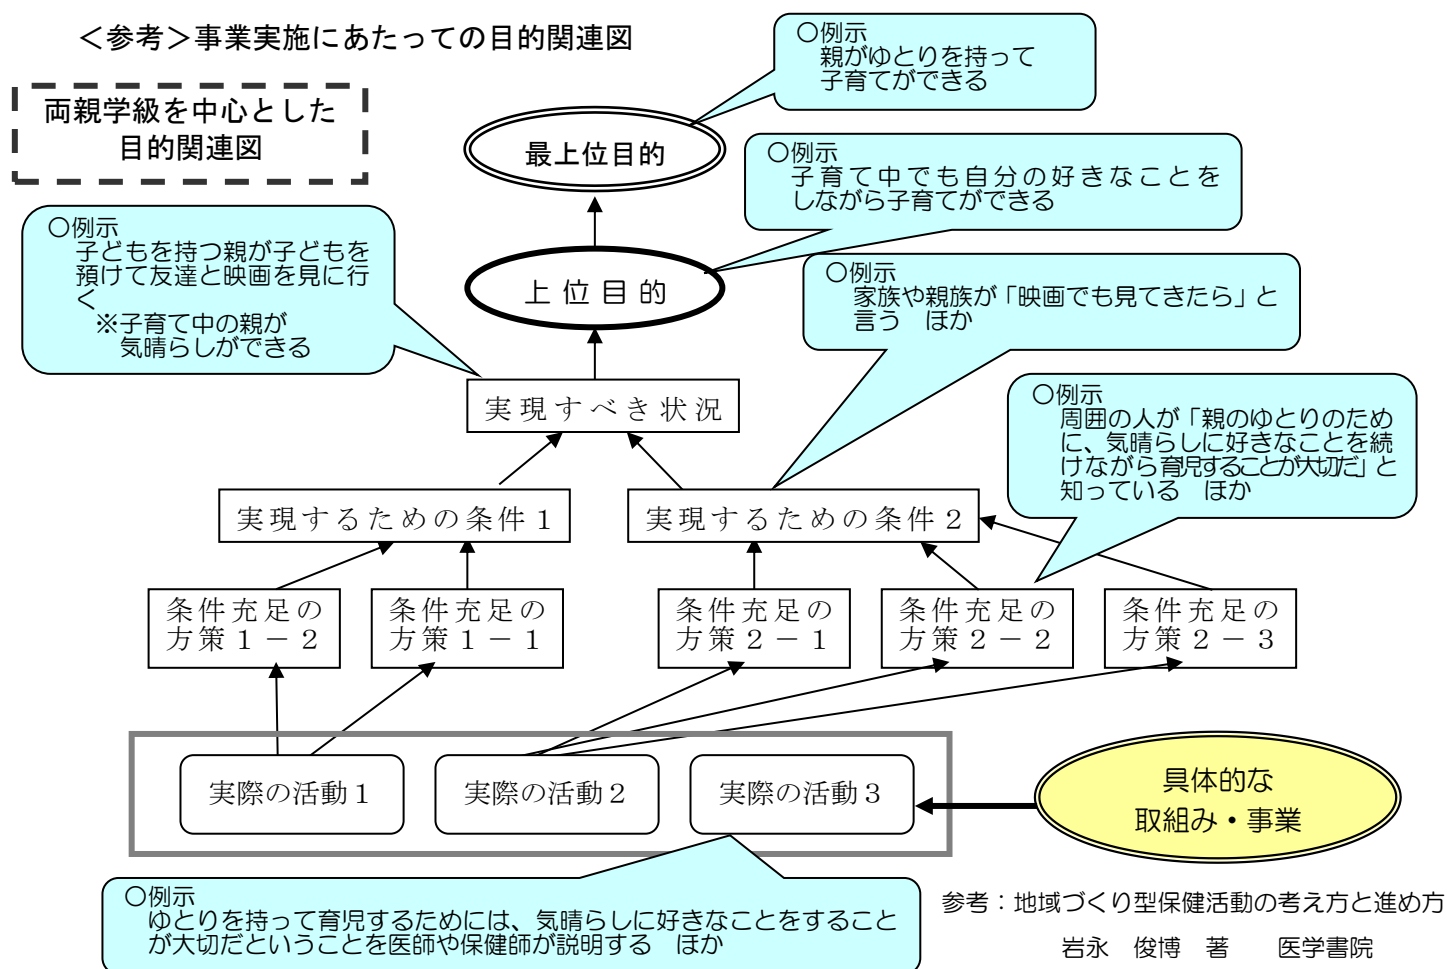 ＜参考＞事業実施にあたっての目的関連図
両親学級を中心とした
目的関連図
〇例示
親がゆとりを持って
子育てができる
最上位目的
〇例示
子育て中でも自分の好きなことを
しながら子育てができる
〇例示
子どもを持つ親が子どもを
預けて友達と映画を見に行
く
※子育て中の親が
気晴らしができる
上位目的
〇例示
家族や親族が「映画でも見てきたら」と
言う　ほか
実現すべき状況
〇例示
周囲の人が「親のゆとりのため
に、気晴らしに好きなことを続
けながら育児することが大切だ」と
知っている　ほか
実現するための条件１
実現するための条件２
条件充足の
方策１－２
条件充足の
方策１－１
条件充足の
方策２－１
条件充足の
方策２－２
条件充足の
方策２－３
実際の活動１
実際の活動２
実際の活動３
具体的な
取組み・事業
〇例示
ゆとりを持って育児するためには、気晴らしに好きなことをすること
が大切だということを医師や保健師が説明する　ほか
参考：地域づくり型保健活動の考え方と進め方
岩永　俊博　著　　医学書院